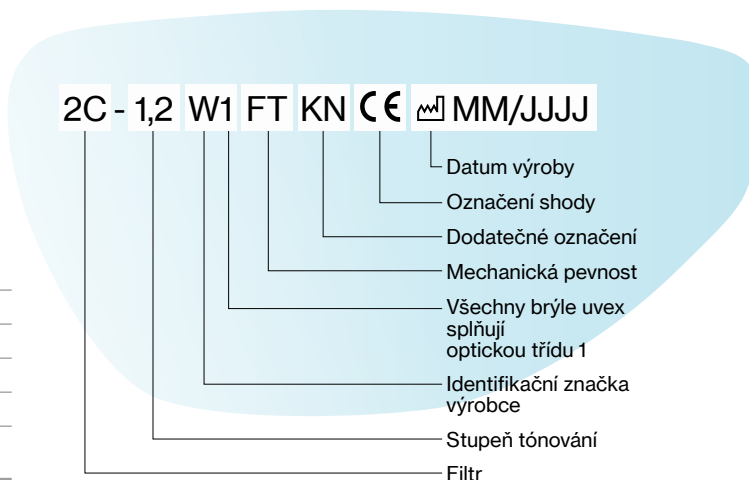 2C - 1,2 W1 FT KN CE MM/JJJJ
Datum výroby
Označení shody
Dodatečné označení
Mechanická pevnost
Všechny brýle uvex
splňují
optickou třídu 1
Identifikační značka
výrobce
Stupeň tónování
Filtr